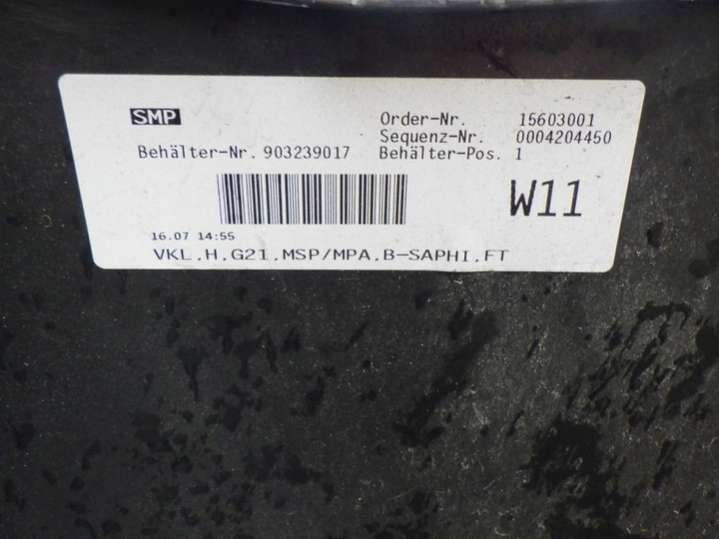 SMP
Order-Nr. 15603001
Sequenz-Nr. 0004204450
Behälter-Nr. 903239017 Behälter-Pos. 1
W11
16.07 14:55
VKL.H.G21.MSP/MPA.B-SAPHI.FT